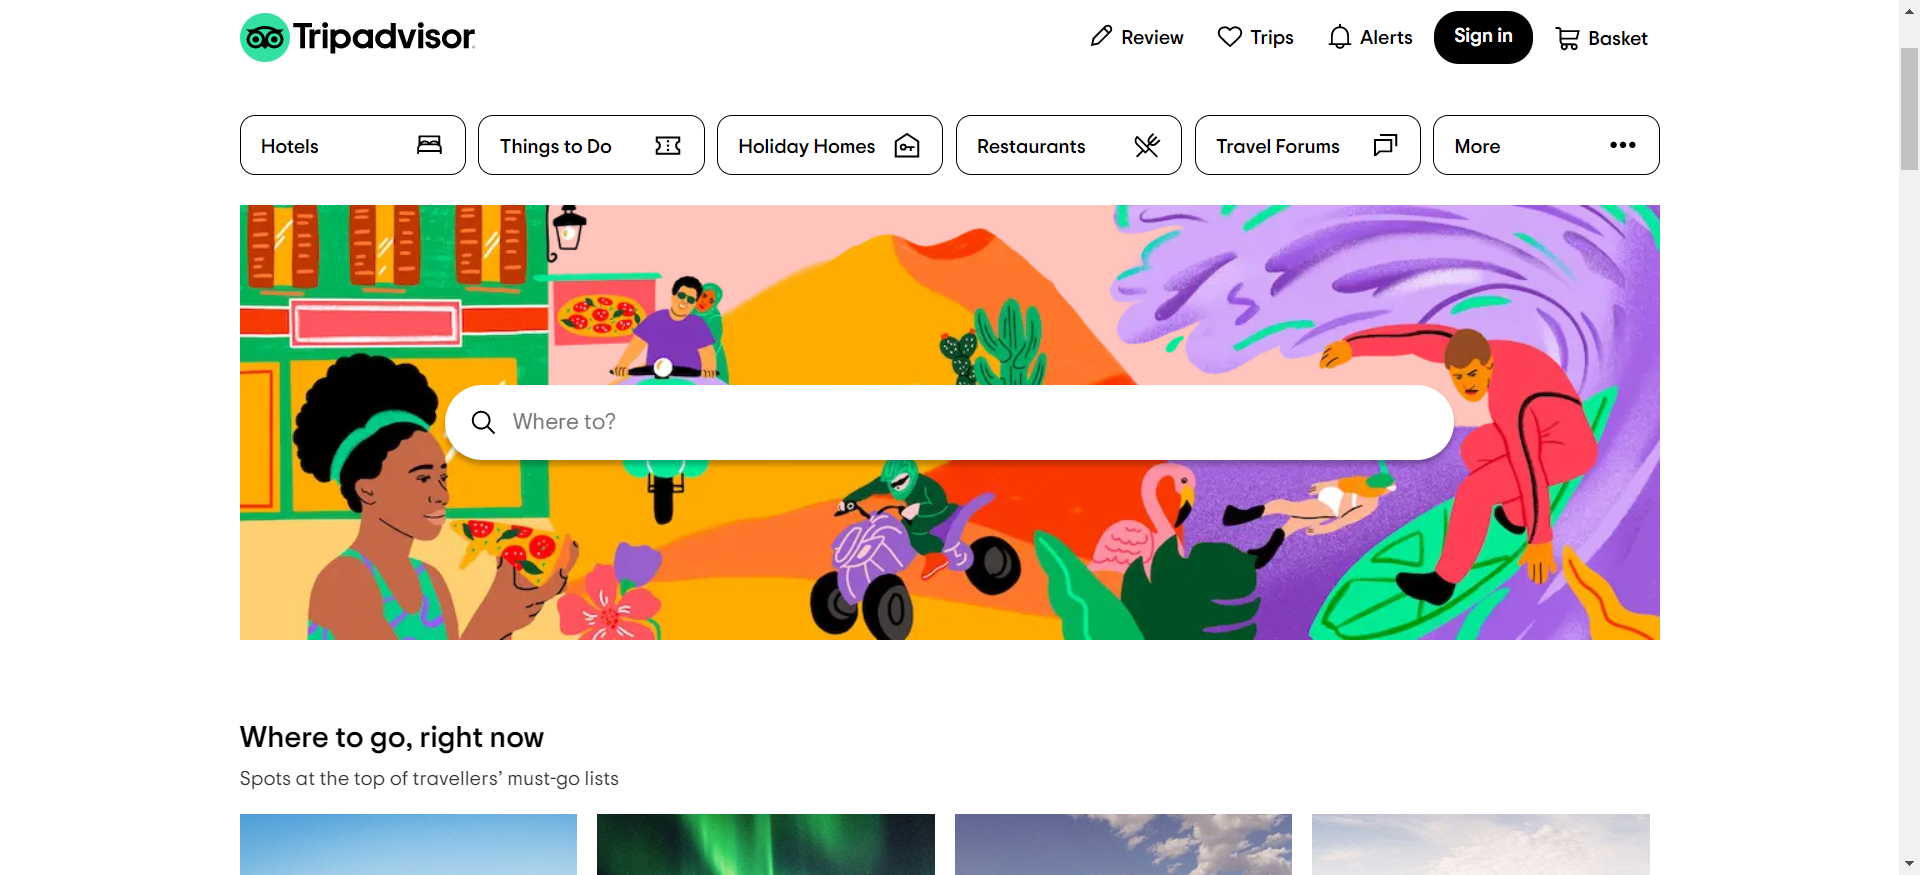 Tripadvisor
Review
Trips
Alerts
Sign in
Basket
Hotels
Things to Do
Holiday Homes
Restaurants
Travel Forums
More
Where to?
Where to go, right now
Spots at the top of travellers’ must-go lists